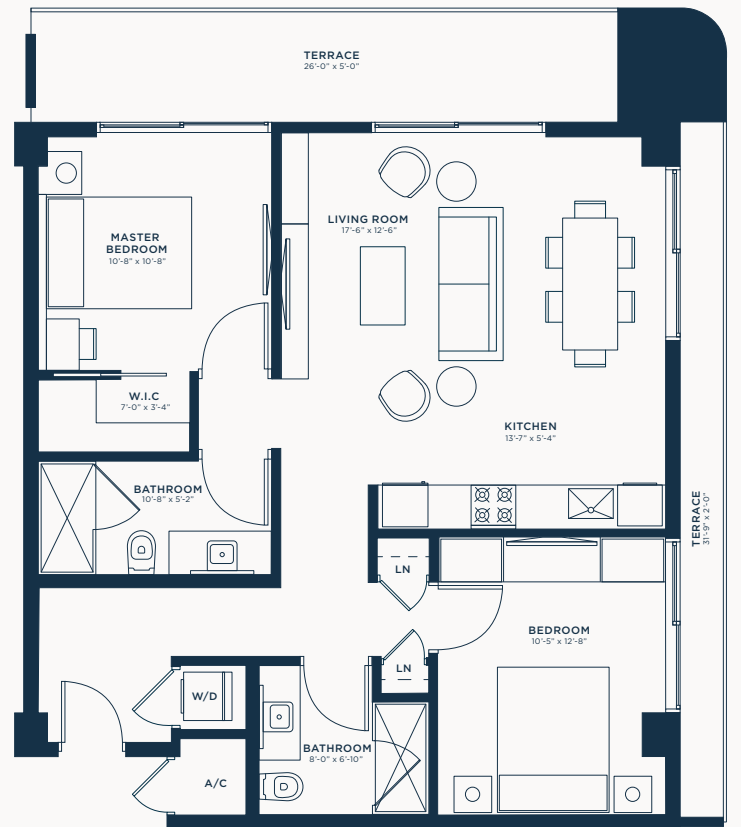 TERRACE
26'-0" x 5'-0"
LIVING ROOM
17'-6" x 12'-6"
MASTER
BEDROOM
10'-8" x 10'-8"
W.I.C
7'-0" x 3'-4"
KITCHEN
13'-7" x 5'-4"
BATHROOM
10'-8" x 5'-2"
TERRACE
31'-9" x 2'-0"
LN
BEDROOM
10'-5" x 12'-8"
LN
W/D
BATHROOM
8'-0" x 6'-10"
A/C